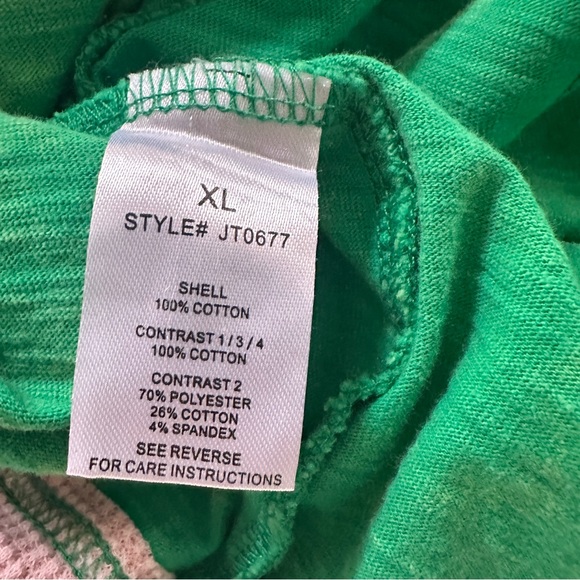 XL
STYLE# JT0677
SHELL
100% COTTON
CONTRAST 1/3/4
100% COTTON
CONTRAST 2
70% POLYESTER
26% COTTON
4% SPANDEX
SEE REVERSE
FOR CARE INSTRUCTIONS